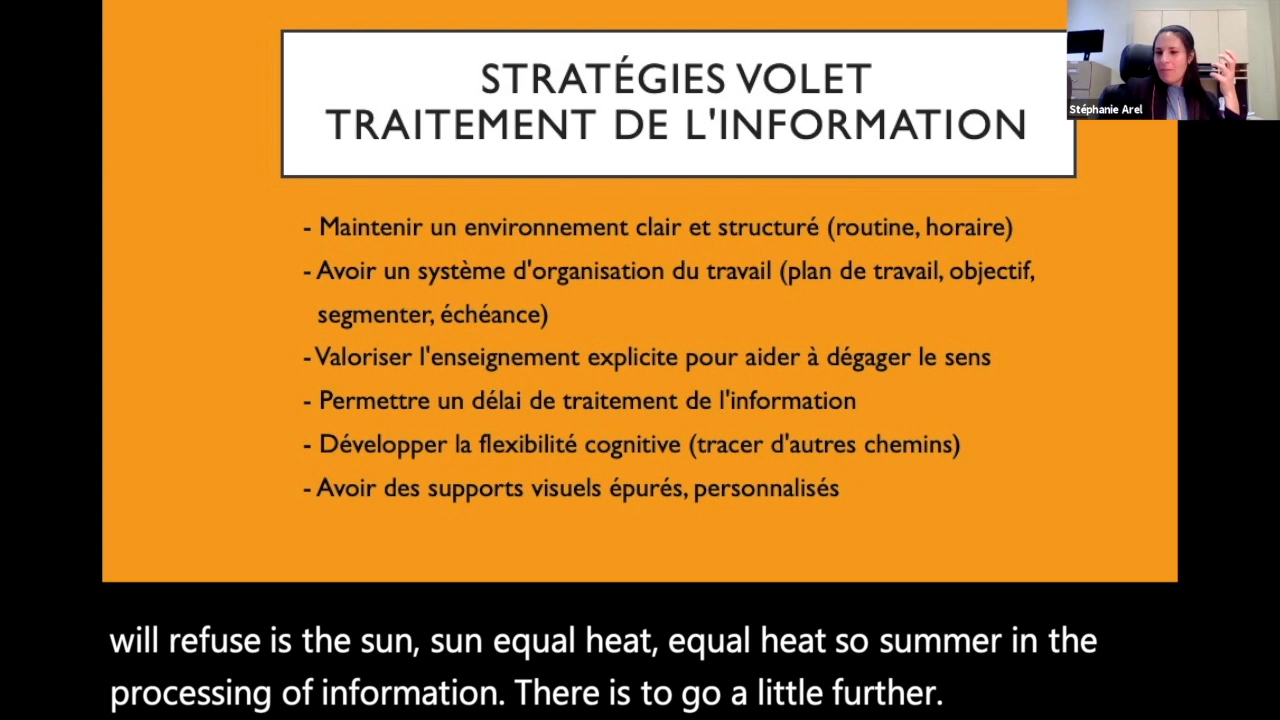 STRATÉGIES VOLET
TRAITEMENT DE L'INFORMATION
Stéphanie Arel
- Maintenir un environnement clair et structuré (routine, horaire)
- Avoir un système d'organisation du travail (plan de travail, objectif,
segmenter, échéance)
- Valoriser l'enseignement explicite pour aider à dégager le sens
- Permettre un délai de traitement de l'information
- Développer la flexibilité cognitive (tracer d'autres chemins)
- Avoir des supports visuels épurés, personnalisés
will refuse is the sun, sun equal heat, equal heat so summer in the
processing of information. There is to go a little further.